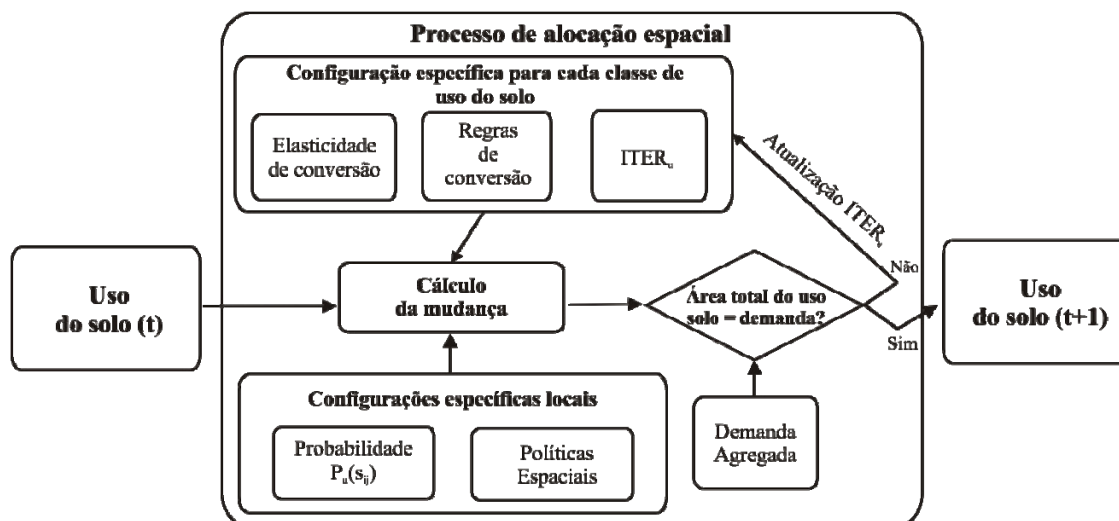 Processo de alocação espacial
Configuração específica para cada classe de
uso do solo
Elasticidade
de conversão
Regras
de
conversão
ITERᵤ
Atualização ITERᵤ
Uso
do solo (t)
Cálculo
da mudança
Área total do uso
solo = demanda?
Não
Sim
Uso
do solo (t+1)
Configurações específicas locais
Probabilidade
Pᵤ(sᵢⱼ)
Políticas
Espaciais
Demanda
Agregada